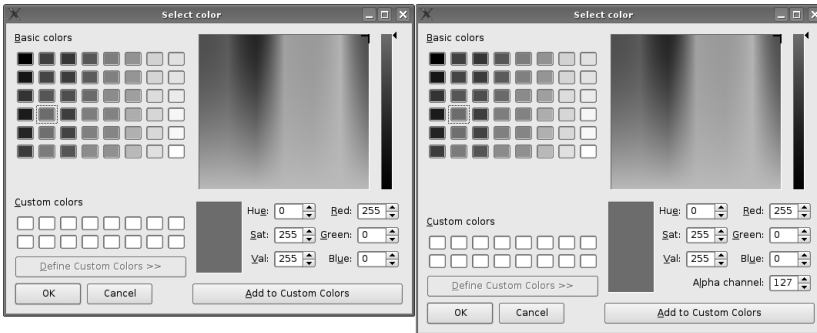 Select color
Basic colors
Custom colors
Hue: 0 Red: 255
Sat: 255 Green: 0
Val: 255 Blue: 0
Define Custom Colors >>
OK Cancel Add to Custom Colors
Select color
Basic colors
Custom colors
Hue: 0 Red: 255
Sat: 255 Green: 0
Val: 255 Blue: 0
Define Custom Colors >>
Alpha channel: 127
OK Cancel Add to Custom Colors